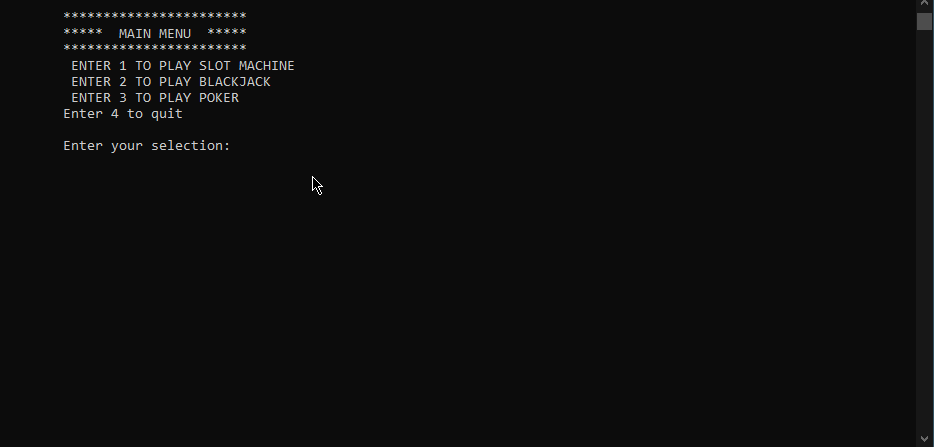 ***********************
***** MAIN MENU *****
***********************
ENTER 1 TO PLAY SLOT MACHINE
ENTER 2 TO PLAY BLACKJACK
ENTER 3 TO PLAY POKER
Enter 4 to quit
Enter your selection: